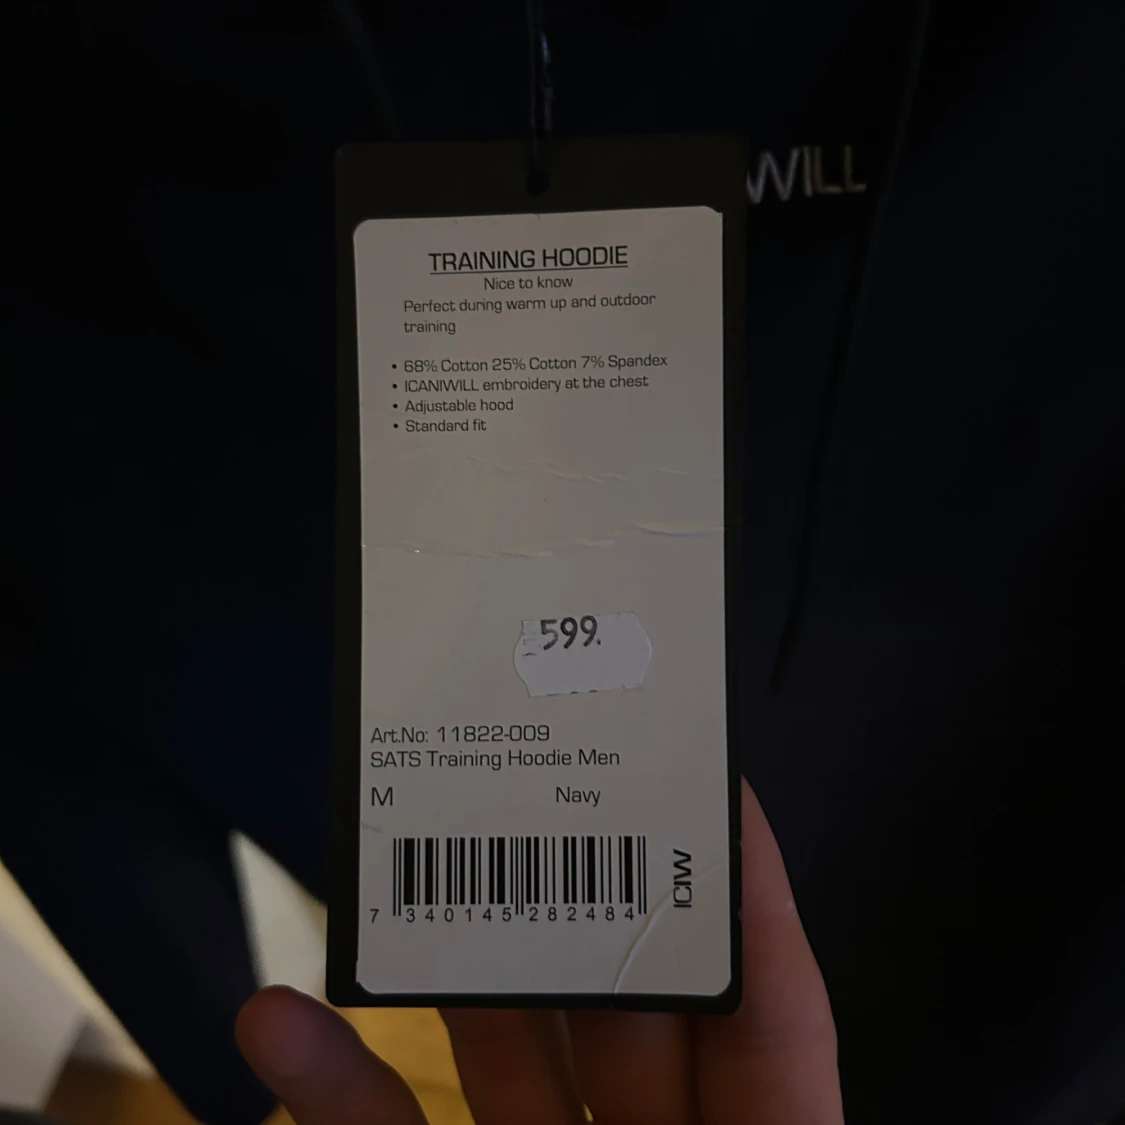 WILL
TRAINING HOODIE
Nice to know
Perfect during warm up and outdoor
training
• 68% Cotton 25% Cotton 7% Spandex
• ICANIWILL embroidery at the chest
• Adjustable hood
• Standard fit
599.
Art.No: 11822-009
SATS Training Hoodie Men
M Navy
ICIW
7 340145 282484